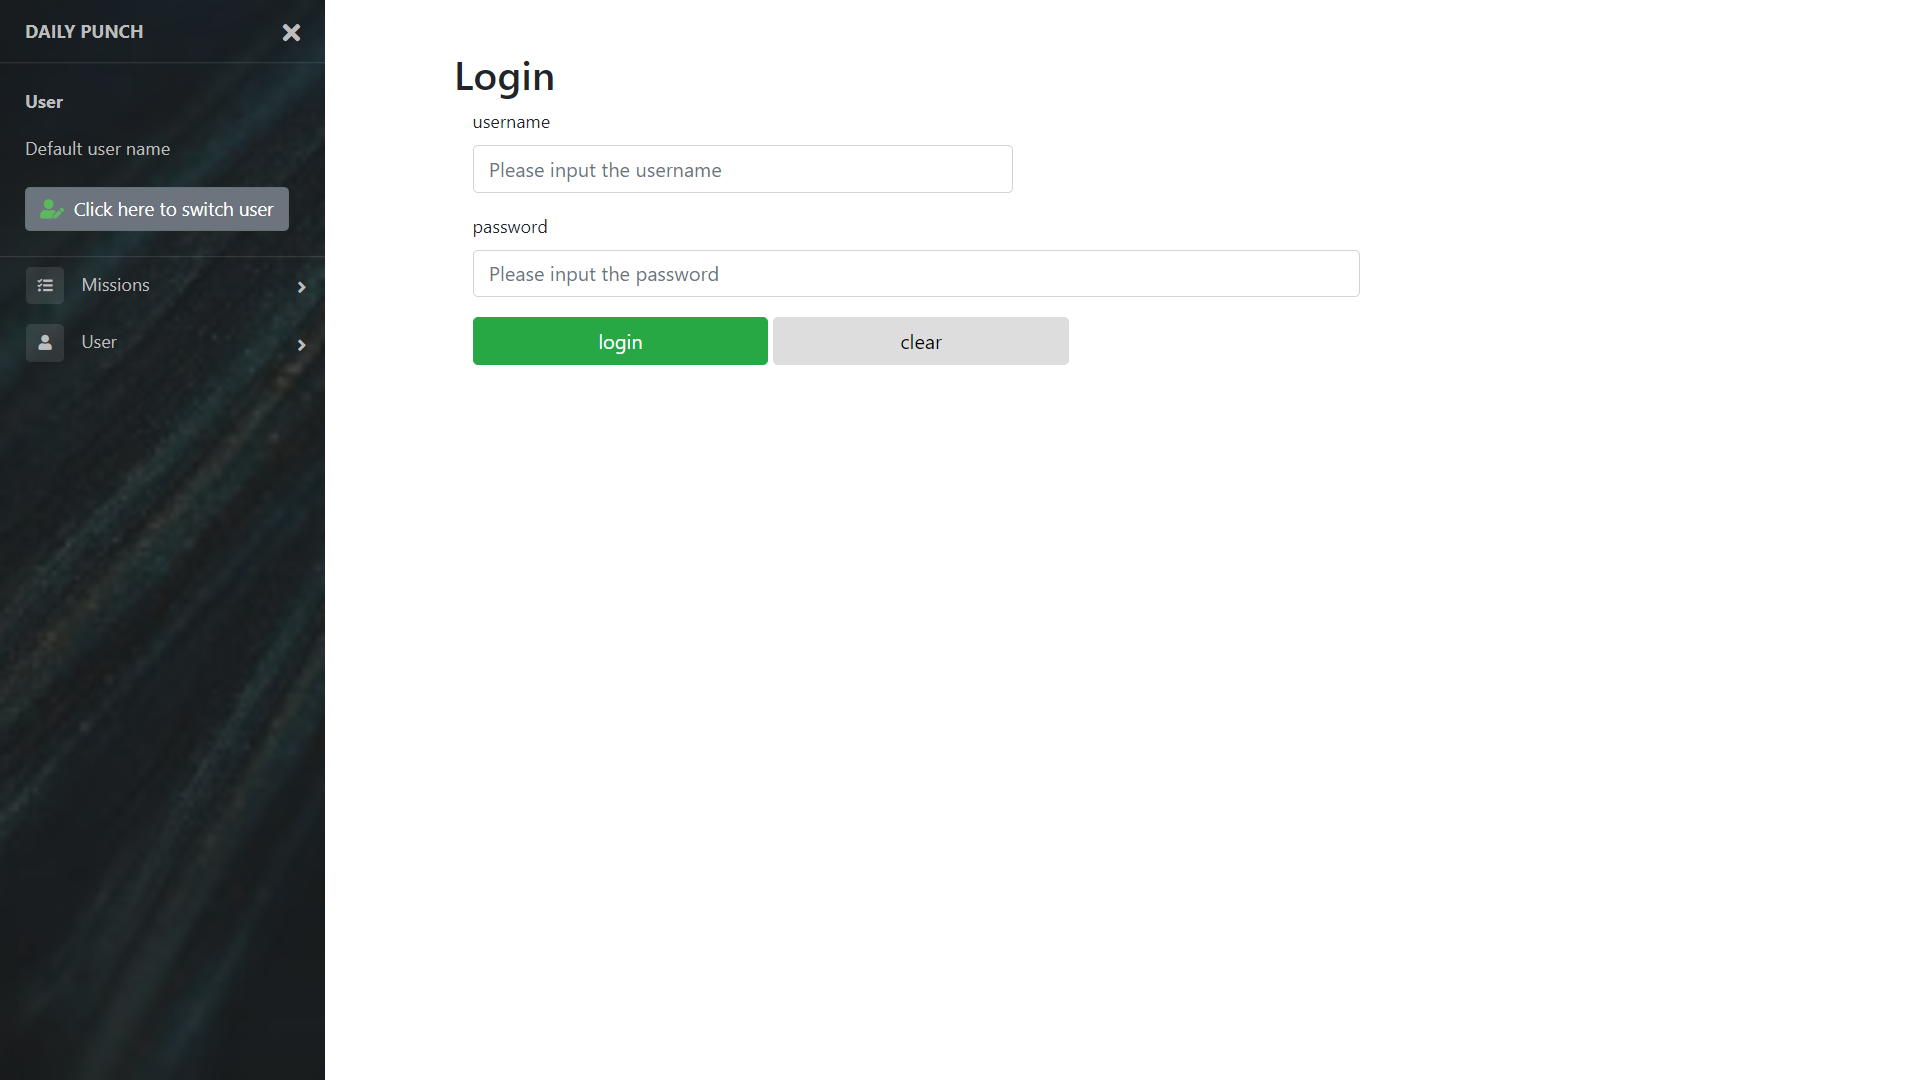 DAILY PUNCH
User
Default user name
Click here to switch user
Missions
User
Login
username
Please input the username
password
Please input the password
login
clear